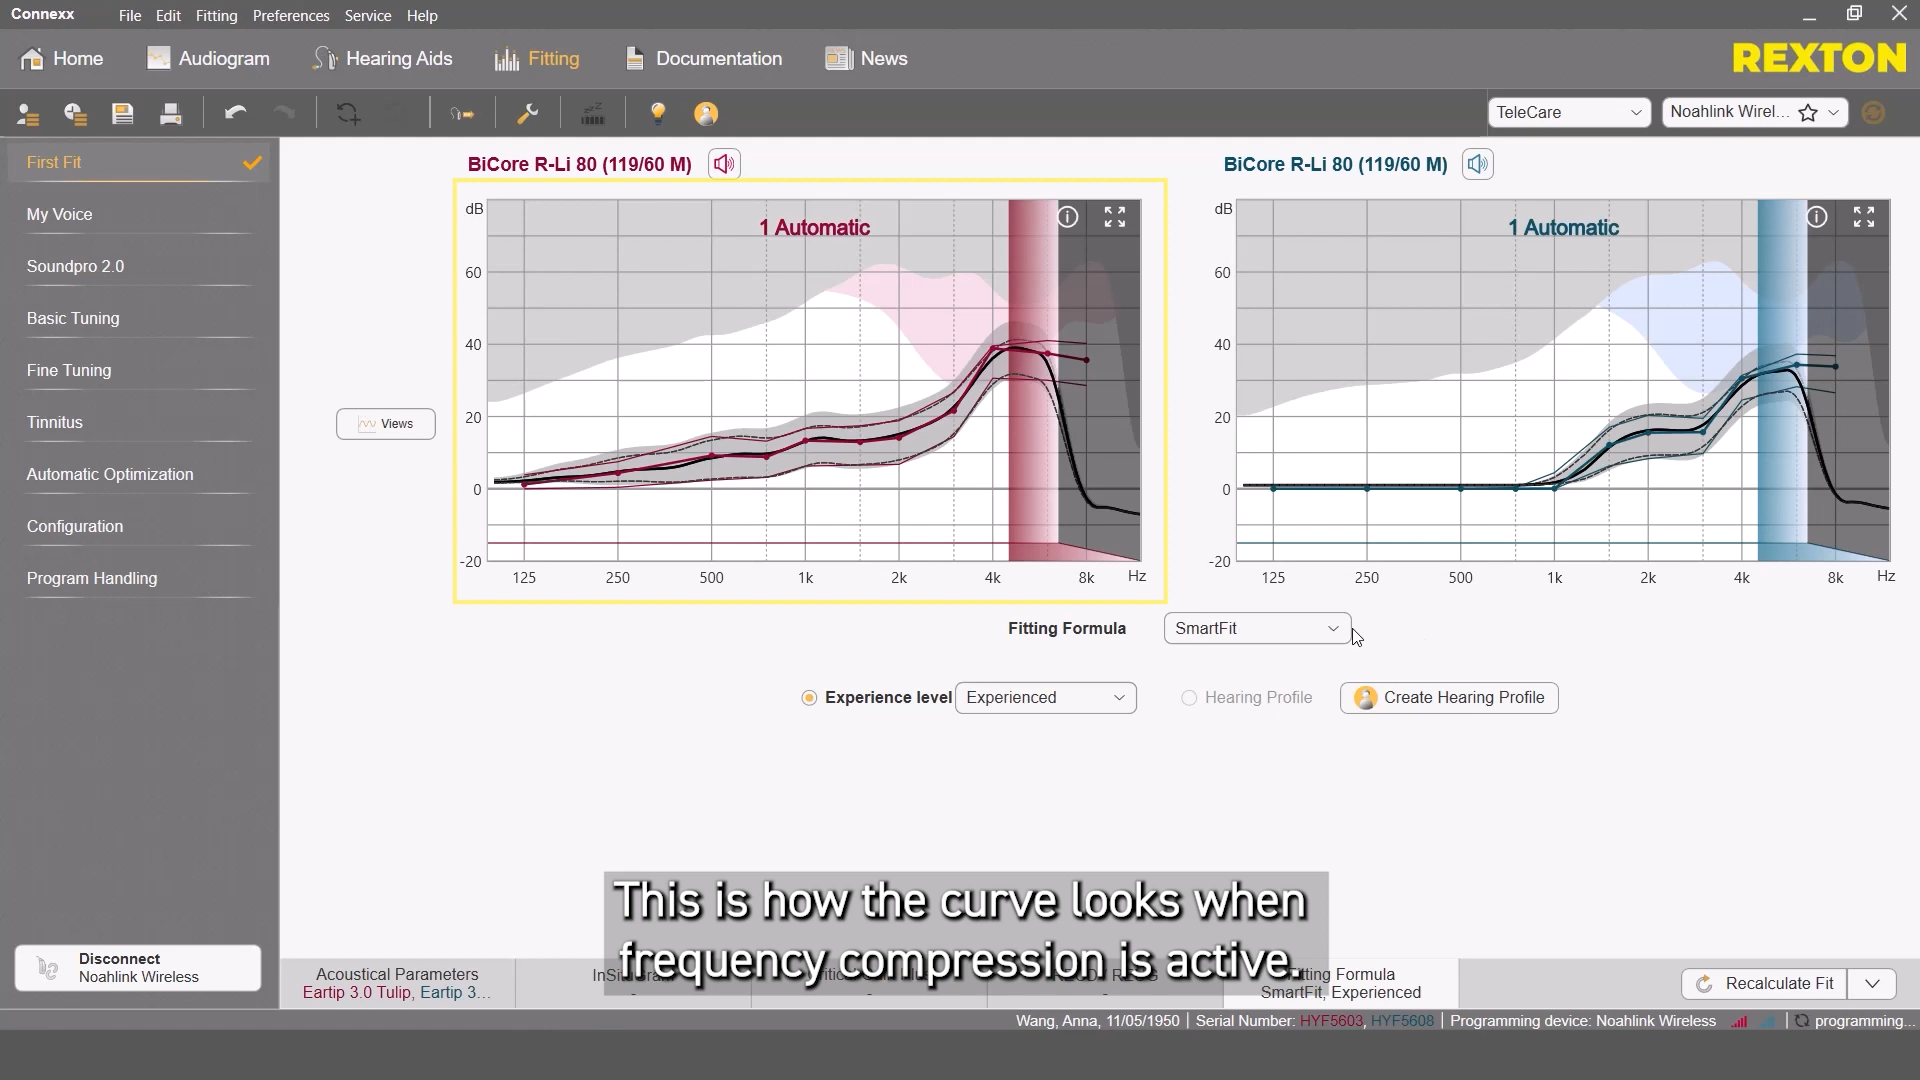 Connexx
File Edit Fitting Preferences Service Help
Home Audiogram Hearing Aids Fitting Documentation News
REXTON
TeleCare
Noahlink Wirel...
First Fit
My Voice
Soundpro 2.0
Basic Tuning
Fine Tuning
Tinnitus
Automatic Optimization
Configuration
Program Handling
Disconnect
Noahlink Wireless
Views
BiCore R-Li 80 (119/60 M)
dB
1 Automatic
60
40
20
0
-20
125 250 500 1k 2k 4k 8k Hz
BiCore R-Li 80 (119/60 M)
dB
1 Automatic
60
40
20
0
-20
125 250 500 1k 2k 4k 8k Hz
Fitting Formula SmartFit
Experience level Experienced Hearing Profile Create Hearing Profile
This is how the curve looks when
frequency compression is active.
Acoustical Parameters
Eartip 3.0 Tulip, Eartip 3...
Fitting Formula
SmartFit, Experienced
Recalculate Fit
Wang, Anna, 11/05/1950 Serial Number: HYF5603, HYF5608 Programming device: Noahlink Wireless programming...